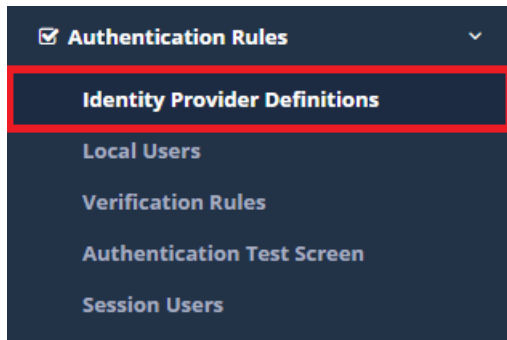 Authentication Rules
Identity Provider Definitions
Local Users
Verification Rules
Authentication Test Screen
Session Users